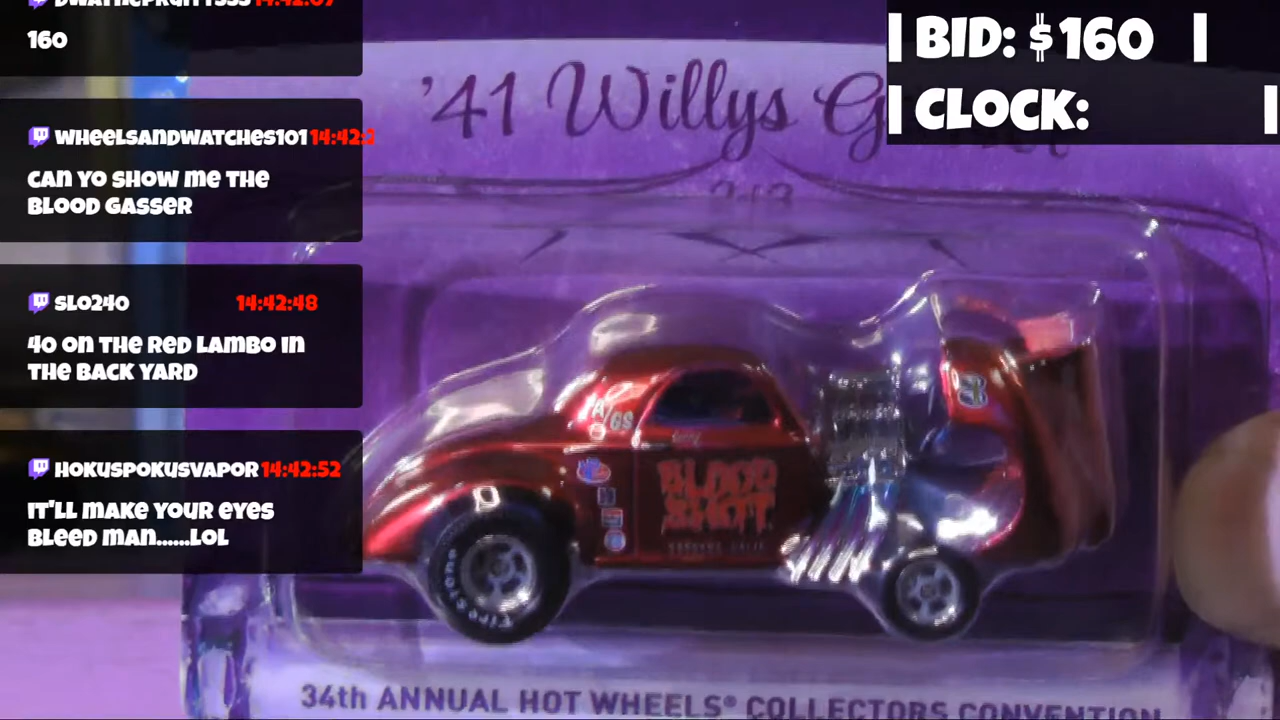 160
WHEELSANDWATCHES101
CAN YO SHOW ME THE
BLOOD GASSER
SLO240 14:42:48
40 ON THE RED LAMBO IN
THE BACK YARD
HOKUSPOKUSVAPOR 14:42:52
IT'LL MAKE YOUR EYES
BLEED MAN......LOL
| BID: $160 |
| CLOCK: |
'41 Willys
A/GS
BLOOD
SHOT
Firestone
34th ANNUAL HOT WHEELS® COLLECTORS CONVENTION